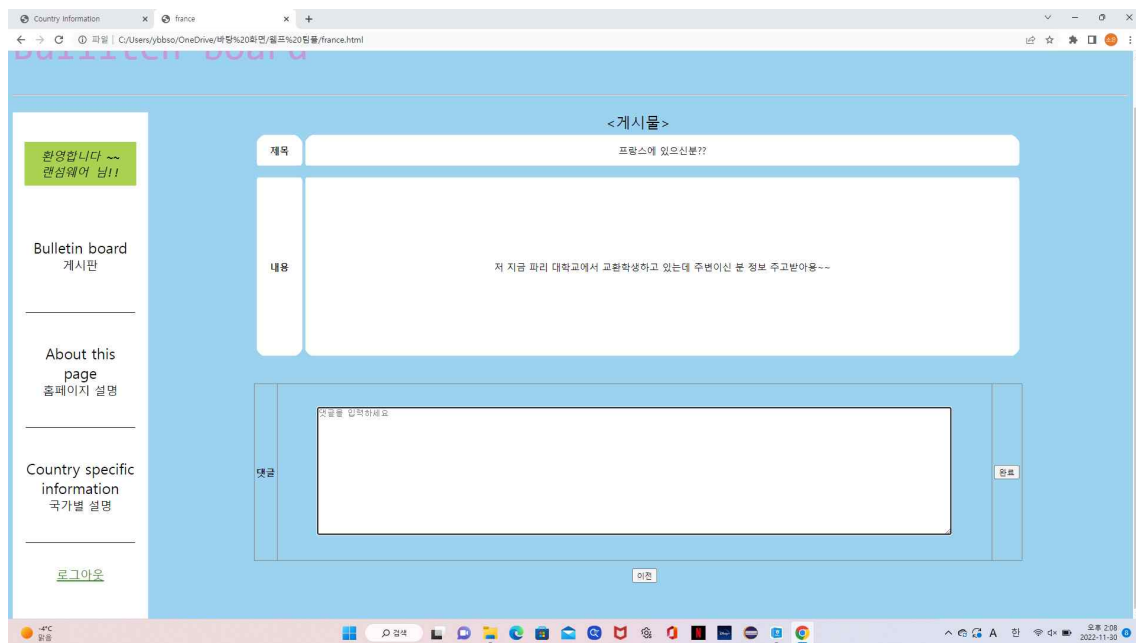 Country Information
france
파일
C:/Users/ybbso/OneDrive/바탕%20화면/웹프%20팀플/france.html
board
<게시물>
환영합니다 ~~
랜섬웨어 님!!
Bulletin board
게시판
About this
page
홈페이지 설명
Country specific
information
국가별 설명
로그아웃
제목
프랑스에 있으신분??
내용
저 지금 파리 대학교에서 교환학생하고 있는데 주변이신 분 정보 주고받아용~~
댓글
댓글을 입력하세요
완료
이전
-4°C
맑음
검색
A
한
오후 2:08
2022-11-30